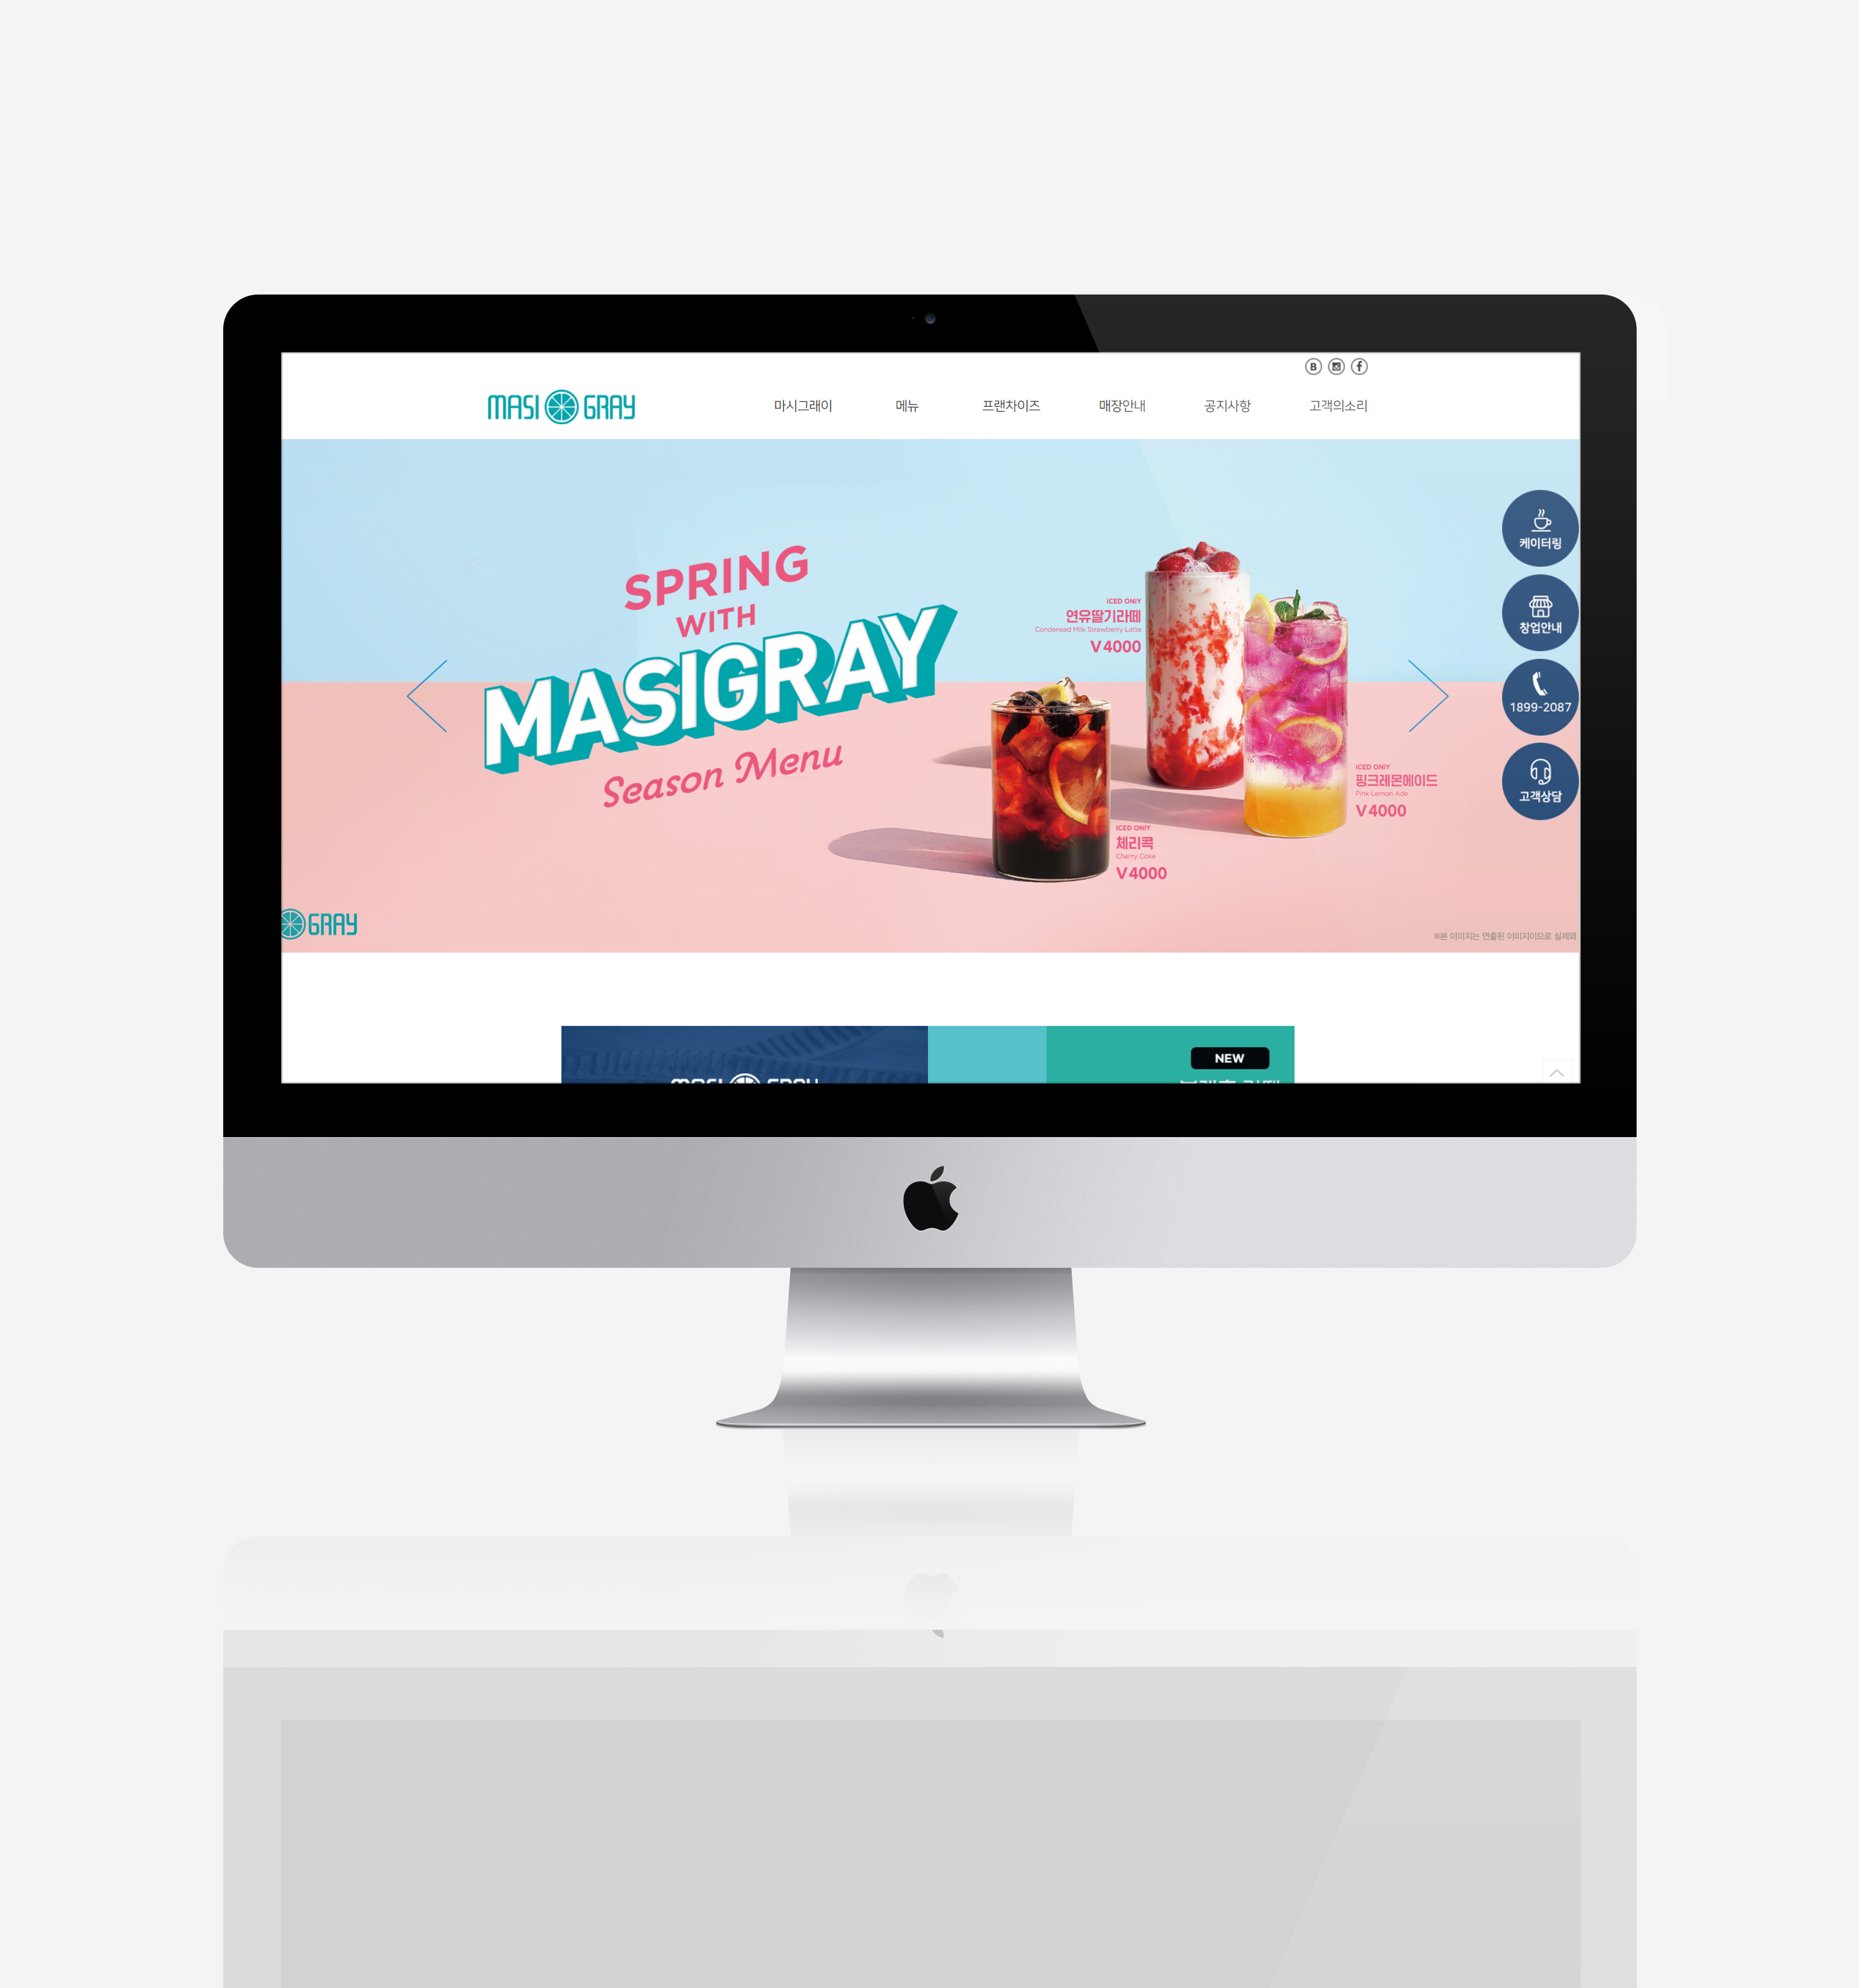 MASI GRAY
마시그래이 메뉴 프랜차이즈 매장안내 공지사항 고객의소리
SPRING
WITH
MASIGRAY
Season Menu
ICED ONlY
연유딸기라떼
Condensed Milk Strawberry Latte
V4000
ICED ONlY
핑크레몬에이드
Pink Lemon Ade
V4000
ICED ONlY
체리콕
Cherry Coke
V4000
케이터링
창업안내
1899-2087
고객상담
GRAY
※본 이미지는 연출된 이미지이므로 실제와
NEW
MASI GRAY